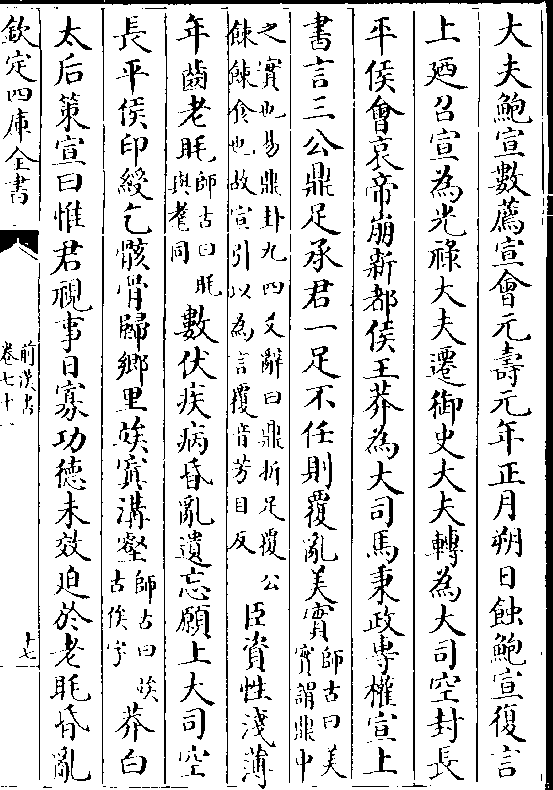 大夫鮑宣數薦宣會元壽元年正月朔日蝕鮑宣復言
上廼召宣為光祿大夫遷御史大夫轉為大司空封長
平侯會哀帝崩新都侯王莽為大司馬秉政專權宣上
書言三公鼎足承君一足不任則覆亂美實師古曰美實謂鼎中
之實也易鼎卦九四爻辭曰鼎折足覆公餗餗食也故宣引以為言覆音芳目反臣資性淺薄
年齒老眊師古曰眊與耄同數伏疾病昏亂遺忘願上大司空
長平侯印綬乞骸骨歸鄉里竢寘溝壑師古曰竢古俟字莽白
太后策宣曰惟君視事日寡功德未效迫於老眊昏亂
欽定四庫全書
前漢書
卷七十一
十七